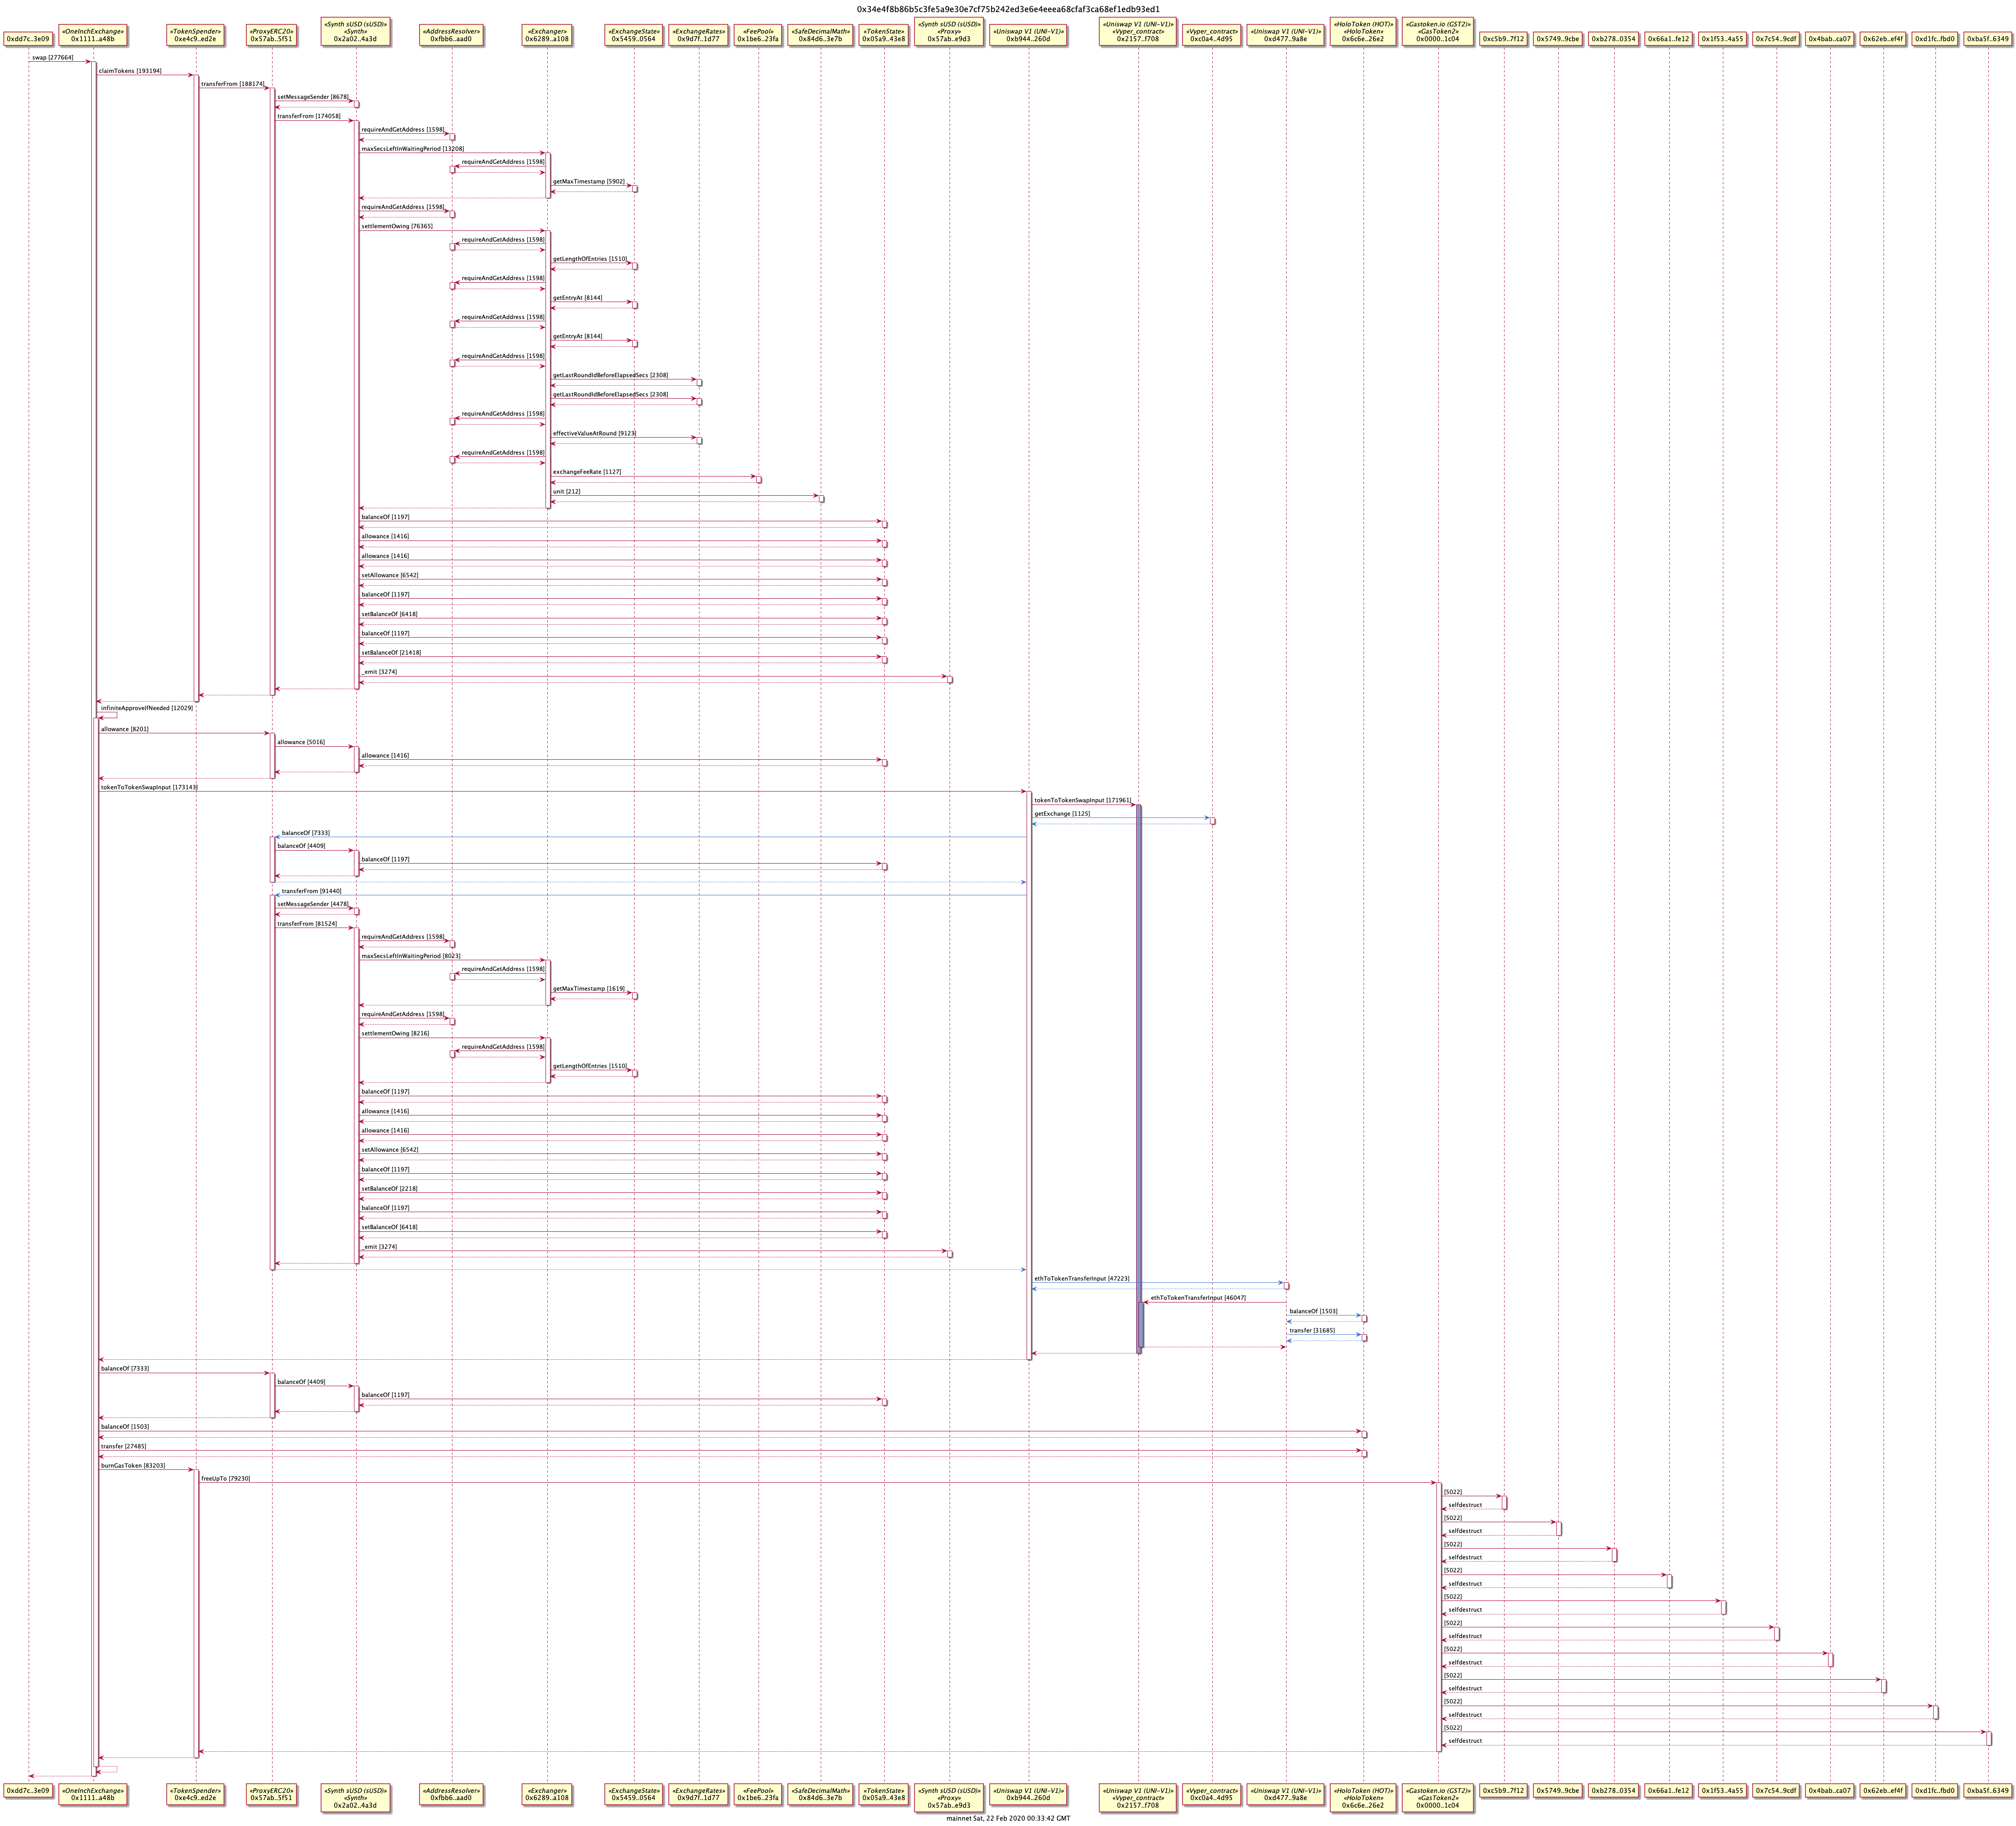 0x34e4f8b86b5c3fe5a9e30e7cf75b242ed3e6e4eeea68cfaf3ca68ef1edb93ed1
0xdd7c..3e09
«OneInchExchange»
0x1111..a48b
«TokenSpender»
0xe4c9..ed2e
«ProxyERC20»
0x57ab..5f51
«Synth sUSD (sUSD)»
«Synth»
0x2a02..4a3d
«AddressResolver»
0xfbb6..aad0
«Exchanger»
0x6289..a108
«ExchangeState»
0x5459..0564
«ExchangeRates»
0x9d7f..1d77
«FeePool»
0x1be6..23fa
«SafeDecimalMath»
0x84d6..3e7b
«TokenState»
0x05a9..43e8
«Synth sUSD (sUSD)»
«Proxy»
0x57ab..e9d3
«Uniswap V1 (UNI-V1)»
0xb944..260d
«Uniswap V1 (UNI-V1)»
«Vyper_contract»
0x2157..f708
«Vyper_contract»
0xc0a4..4d95
«Uniswap V1 (UNI-V1)»
0xd477..9a8e
«HoloToken (HOT)»
«HoloToken»
0x6c6e..26e2
«Gastoken.io (GST2)»
«GasToken2»
0x0000..1c04
0xc5b9..7f12
0x5749..9cbe
0xb278..0354
0x66a1..fe12
0x1f53..4a55
0x7c54..9cdf
0x4bab..ca07
0x62eb..ef4f
0xd1fc..fbd0
0xba5f..6349
swap [277664]
claimTokens [193194]
transferFrom [188174]
setMessageSender [8678]
transferFrom [174058]
requireAndGetAddress [1598]
maxSecsLeftInWaitingPeriod [13208]
requireAndGetAddress [1598]
getMaxTimestamp [5902]
requireAndGetAddress [1598]
settlementOwing [76365]
requireAndGetAddress [1598]
getLengthOfEntries [1510]
requireAndGetAddress [1598]
getEntryAt [8144]
requireAndGetAddress [1598]
getEntryAt [8144]
requireAndGetAddress [1598]
getLastRoundIdBeforeElapsedSecs [2308]
getLastRoundIdBeforeElapsedSecs [2308]
requireAndGetAddress [1598]
effectiveValueAtRound [9123]
requireAndGetAddress [1598]
exchangeFeeRate [1127]
unit [212]
balanceOf [1197]
allowance [1416]
allowance [1416]
setAllowance [6542]
balanceOf [1197]
setBalanceOf [6418]
balanceOf [1197]
setBalanceOf [21418]
_emit [3274]
infiniteApproveIfNeeded [12029]
allowance [8201]
allowance [5016]
allowance [1416]
tokenToTokenSwapInput [173143]
tokenToTokenSwapInput [171961]
getExchange [1125]
balanceOf [7333]
balanceOf [4409]
balanceOf [1197]
transferFrom [91440]
setMessageSender [4478]
transferFrom [81524]
requireAndGetAddress [1598]
maxSecsLeftInWaitingPeriod [8023]
requireAndGetAddress [1598]
getMaxTimestamp [1619]
requireAndGetAddress [1598]
settlementOwing [8216]
requireAndGetAddress [1598]
getLengthOfEntries [1510]
balanceOf [1197]
allowance [1416]
allowance [1416]
setAllowance [6542]
balanceOf [1197]
setBalanceOf [2218]
balanceOf [1197]
setBalanceOf [6418]
_emit [3274]
ethToTokenTransferInput [47223]
ethToTokenTransferInput [46047]
balanceOf [1503]
transfer [31685]
balanceOf [7333]
balanceOf [4409]
balanceOf [1197]
balanceOf [1503]
transfer [27485]
burnGasToken [83203]
freeUpTo [79230]
[5022]
selfdestruct
[5022]
selfdestruct
[5022]
selfdestruct
[5022]
selfdestruct
[5022]
selfdestruct
[5022]
selfdestruct
[5022]
selfdestruct
[5022]
selfdestruct
[5022]
selfdestruct
[5022]
selfdestruct
0xdd7c..3e09
«OneInchExchange»
0x1111..a48b
«TokenSpender»
0xe4c9..ed2e
«ProxyERC20»
0x57ab..5f51
«Synth sUSD (sUSD)»
«Synth»
0x2a02..4a3d
«AddressResolver»
0xfbb6..aad0
«Exchanger»
0x6289..a108
«ExchangeState»
0x5459..0564
«ExchangeRates»
0x9d7f..1d77
«FeePool»
0x1be6..23fa
«SafeDecimalMath»
0x84d6..3e7b
«TokenState»
0x05a9..43e8
«Synth sUSD (sUSD)»
«Proxy»
0x57ab..e9d3
«Uniswap V1 (UNI-V1)»
0xb944..260d
«Uniswap V1 (UNI-V1)»
«Vyper_contract»
0x2157..f708
«Vyper_contract»
0xc0a4..4d95
«Uniswap V1 (UNI-V1)»
0xd477..9a8e
«HoloToken (HOT)»
«HoloToken»
0x6c6e..26e2
«Gastoken.io (GST2)»
«GasToken2»
0x0000..1c04
0xc5b9..7f12
0x5749..9cbe
0xb278..0354
0x66a1..fe12
0x1f53..4a55
0x7c54..9cdf
0x4bab..ca07
0x62eb..ef4f
0xd1fc..fbd0
0xba5f..6349
mainnet Sat, 22 Feb 2020 00:33:42 GMT